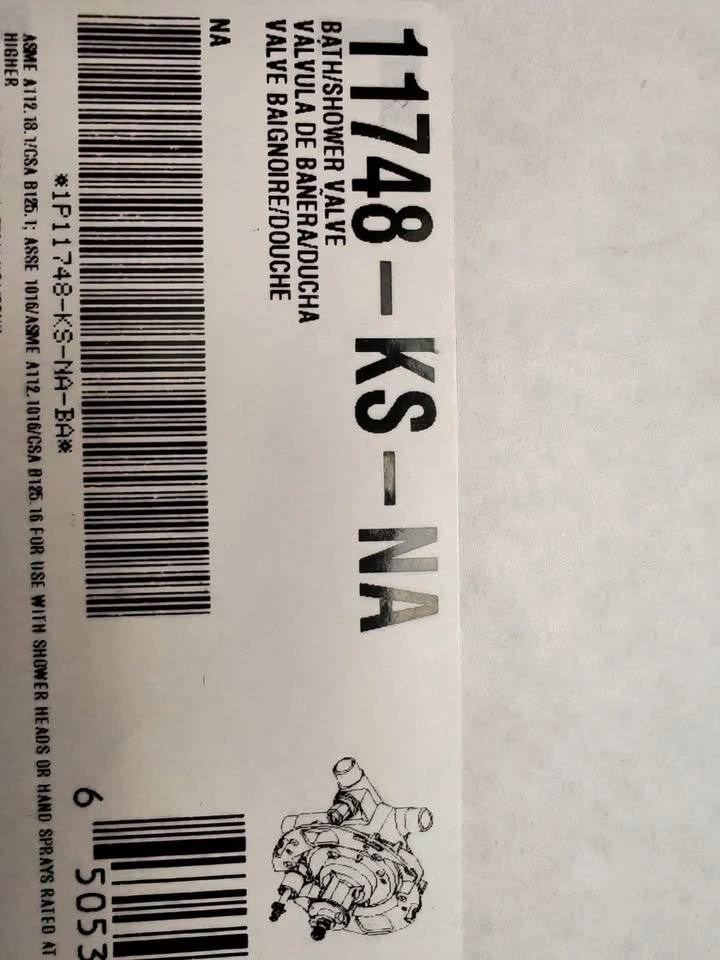 11748-KS-NA
BATH/SHOWER VALVE
VÁLVULA DE BAÑERA/DUCHA
VALVE BAIGNOIRE/DOUCHE
NA
*1P11748-KS-NA-BA*
6 5053
ASME A112.18.1/CSA B125.1; ASSE 1016/ASME A112.1016/CSA B125.16 FOR USE WITH SHOWER HEADS OR HAND SPRAYS RATED AT
HIGHER